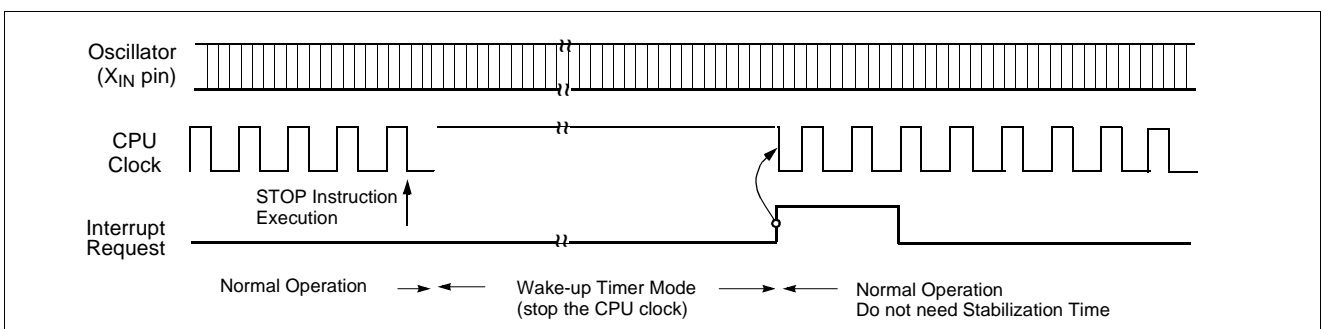 Oscillator
(XIN pin)
CPU
Clock
STOP Instruction
Execution
Interrupt
Request
Normal Operation
Wake-up Timer Mode
(stop the CPU clock)
Normal Operation
Do not need Stabilization Time